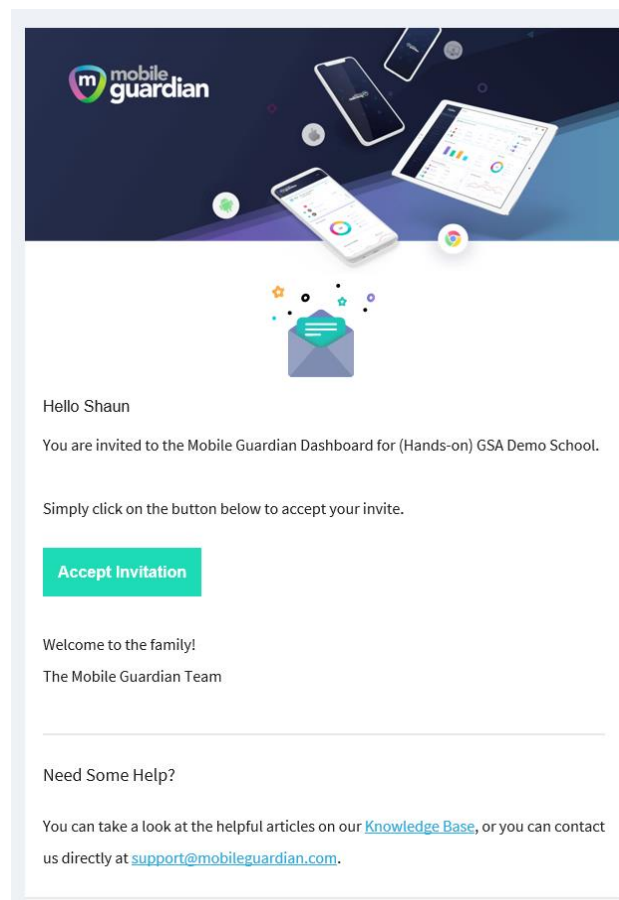 mobile
guardian
Hello Shaun
You are invited to the Mobile Guardian Dashboard for (Hands-on) GSA Demo School.
Simply click on the button below to accept your invite.
Accept Invitation
Welcome to the family!
The Mobile Guardian Team
Need Some Help?
You can take a look at the helpful articles on our Knowledge Base, or you can contact
us directly at support@mobileguardian.com.